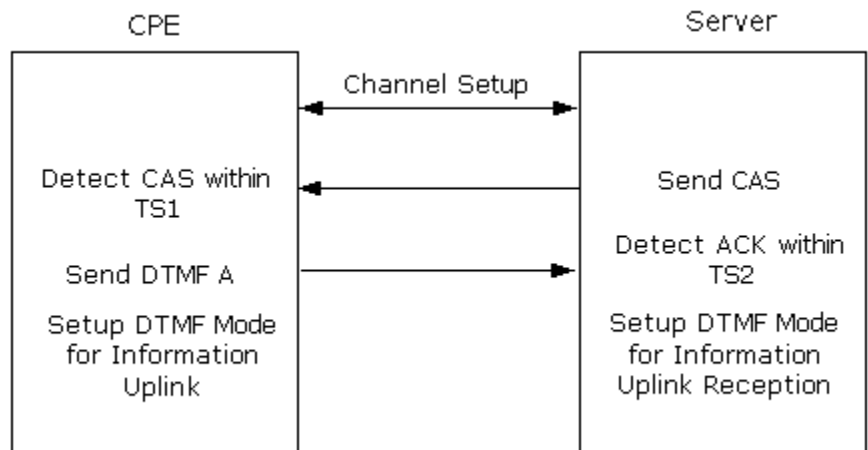 CPE
Server
Channel Setup
Detect CAS within
TS1
Send CAS
Detect ACK within
TS2
Send DTMF A
Setup DTMF Mode
for Information
Uplink
Setup DTMF Mode
for Information
Uplink Reception